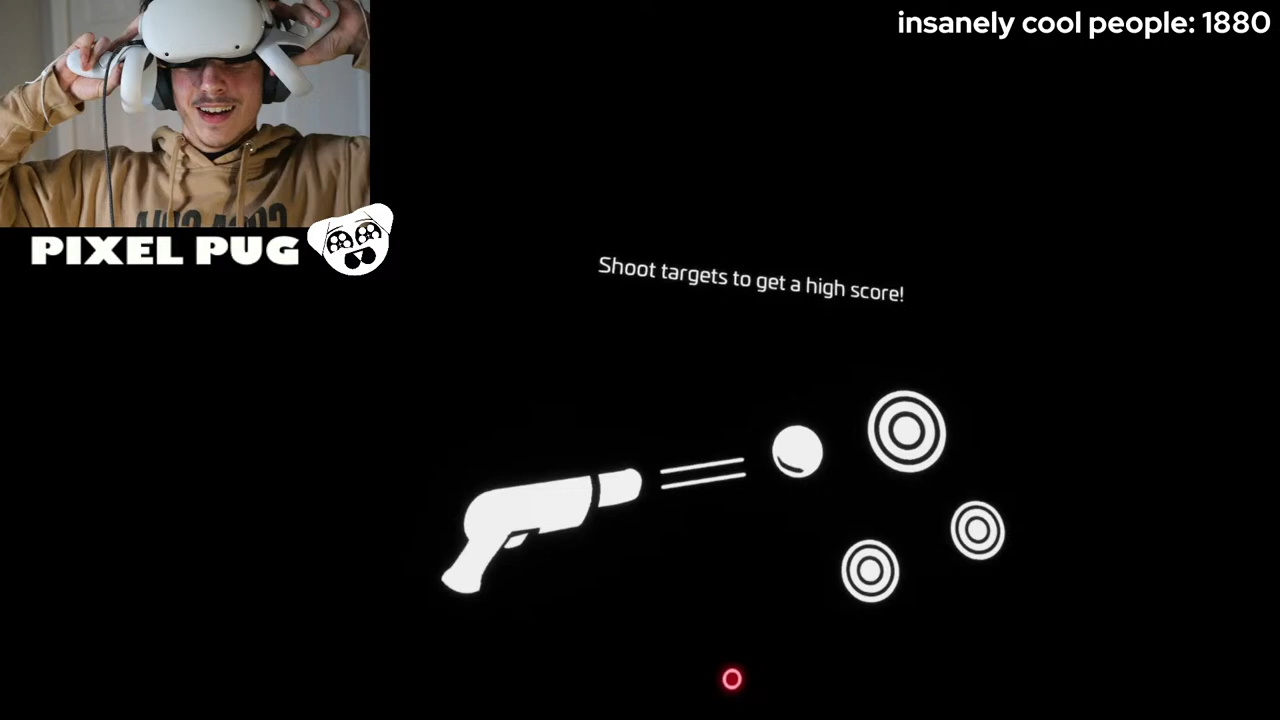 insanely cool people: 1880
PIXEL PUG
Shoot targets to get a high score!